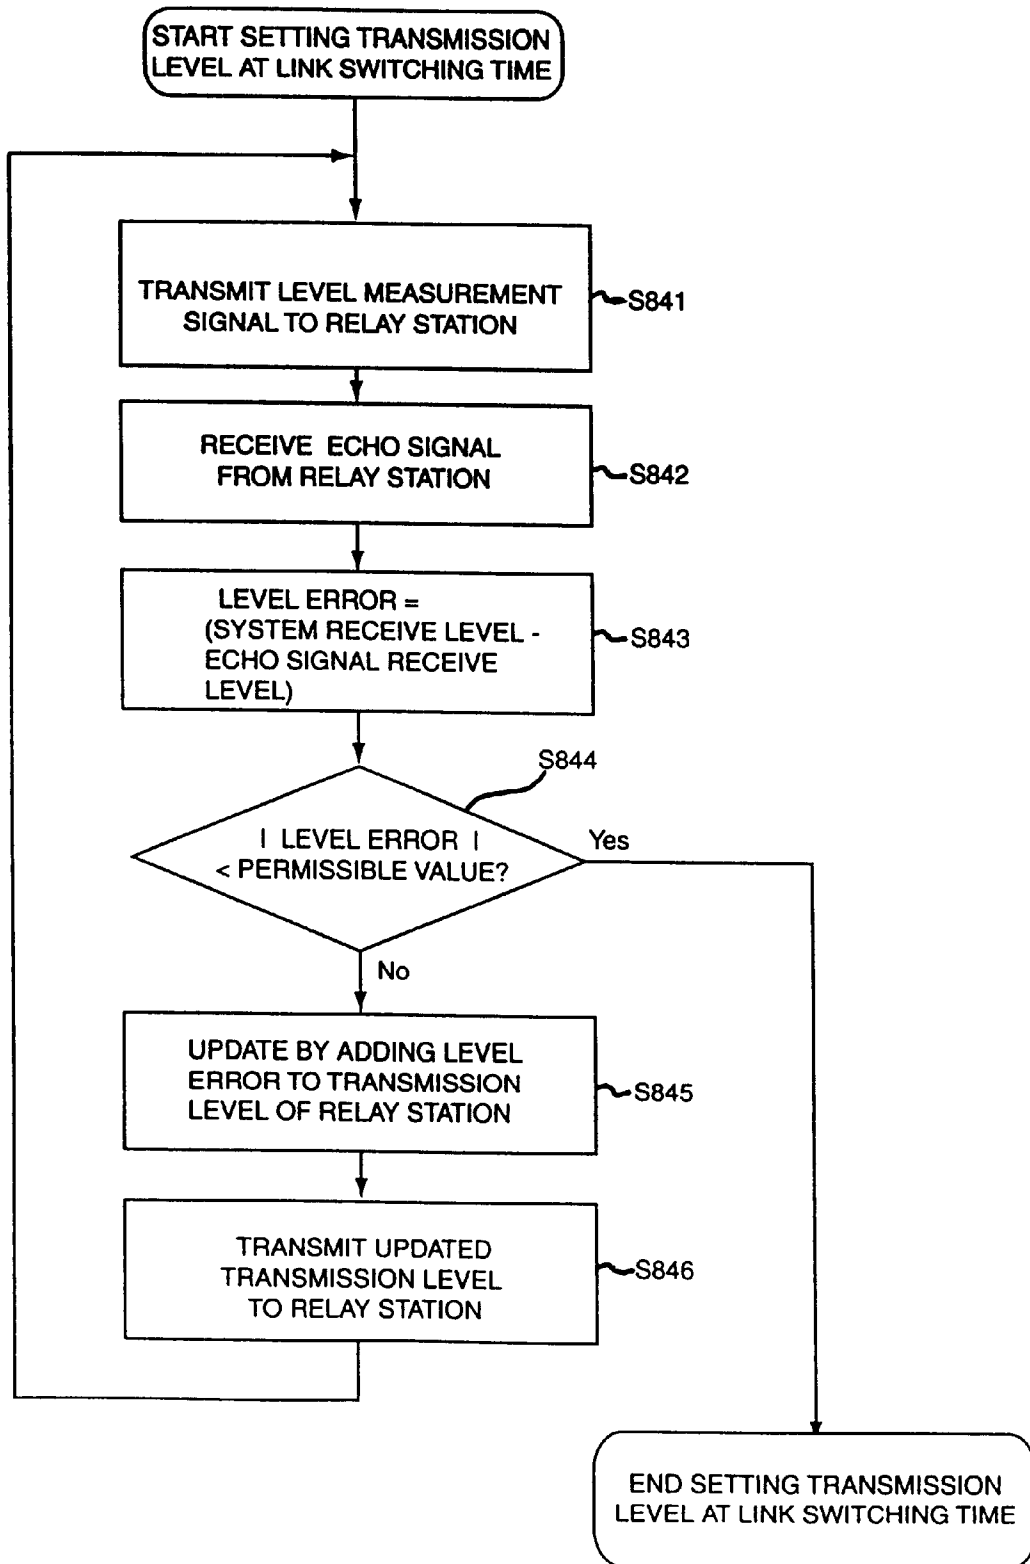 START SETTING TRANSMISSION
LEVEL AT LINK SWITCHING TIME
TRANSMIT LEVEL MEASUREMENT
SIGNAL TO RELAY STATION
S841
RECEIVE ECHO SIGNAL
FROM RELAY STATION
S842
LEVEL ERROR =
(SYSTEM RECEIVE LEVEL -
ECHO SIGNAL RECEIVE
LEVEL)
S843
S844
| LEVEL ERROR |
< PERMISSIBLE VALUE?
Yes
No
UPDATE BY ADDING LEVEL
ERROR TO TRANSMISSION
LEVEL OF RELAY STATION
S845
TRANSMIT UPDATED
TRANSMISSION LEVEL
TO RELAY STATION
S846
END SETTING TRANSMISSION
LEVEL AT LINK SWITCHING TIME